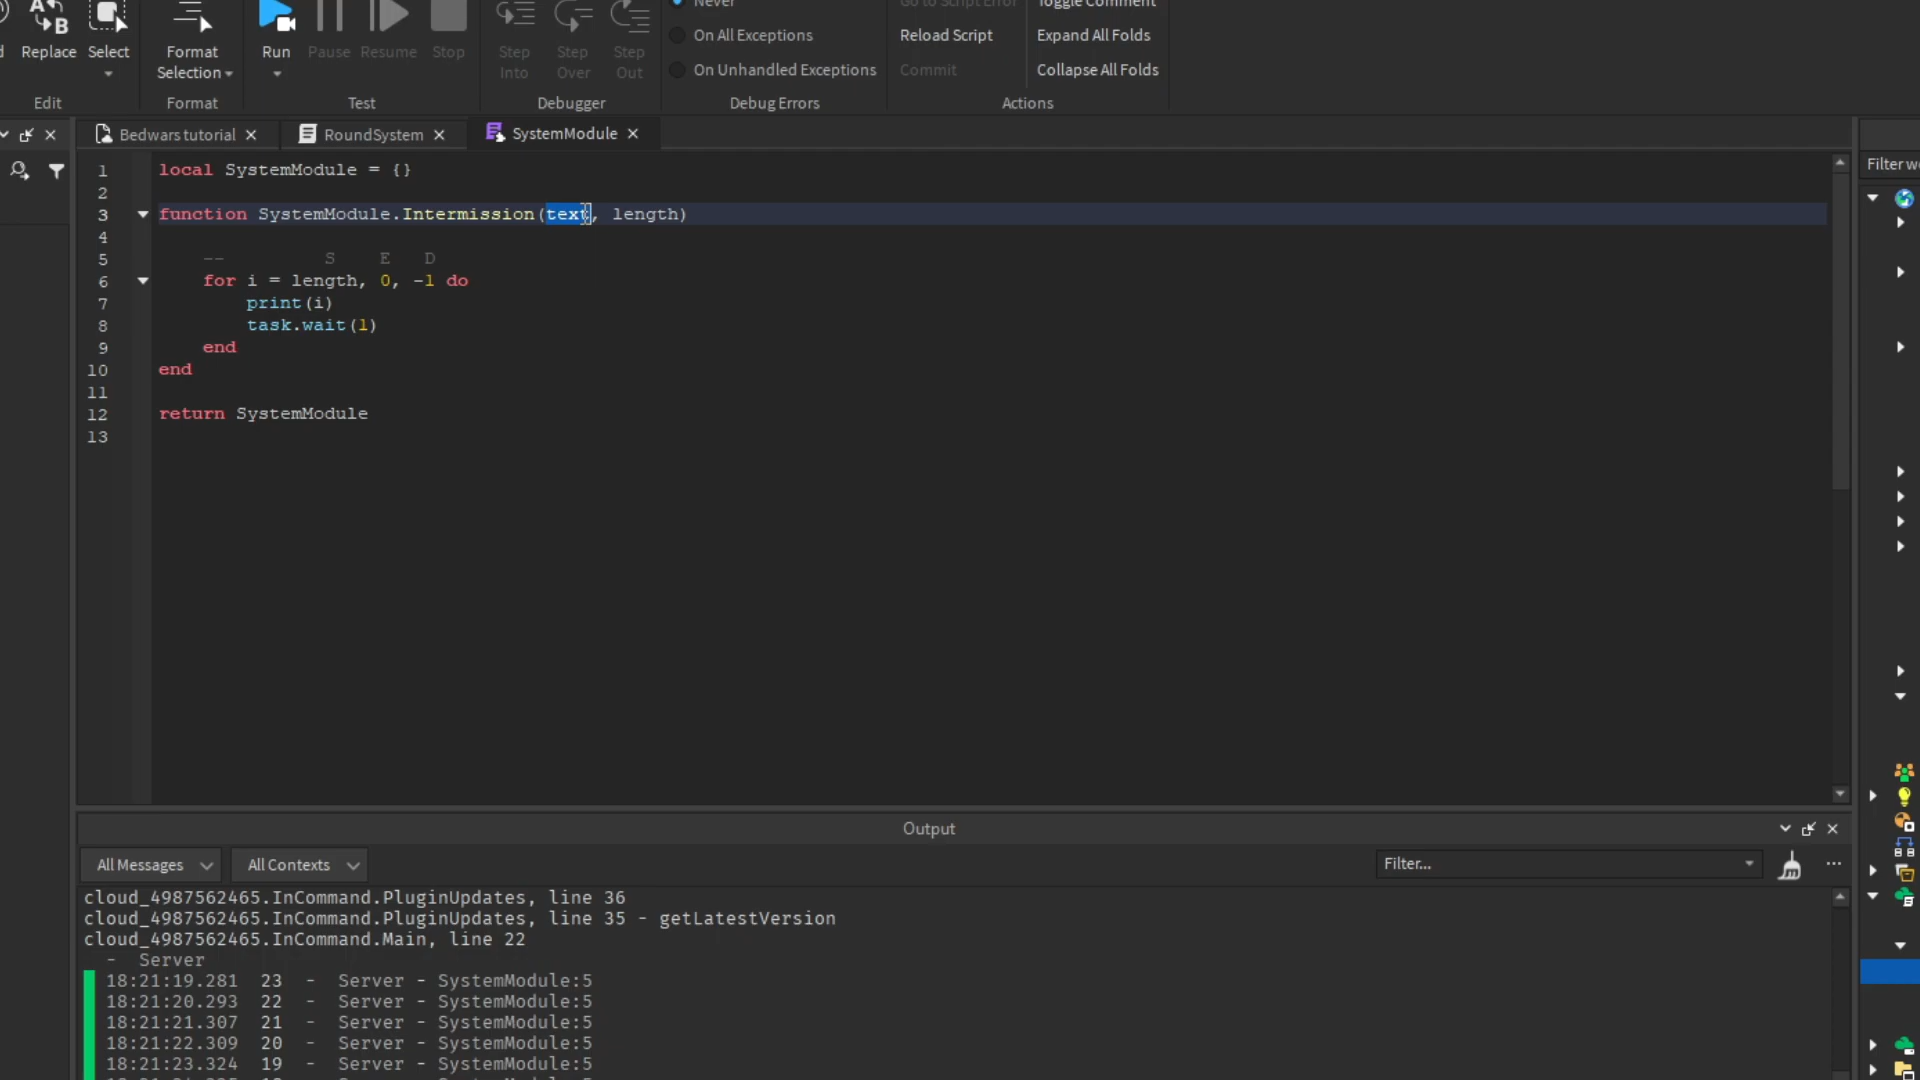 Never Go to Script Error Toggle Comment
Replace Select Format Selection Run Pause Resume Stop Step Into Step Over Step Out On All Exceptions Reload Script Expand All Folds
On Unhandled Exceptions Commit Collapse All Folds
Edit Format Test Debugger Debug Errors Actions
Bedwars tutorial RoundSystem SystemModule
Filter w
1 local SystemModule = {}
2
3 function SystemModule.Intermission(text, length)
4
5 -- S E D
6 for i = length, 0, -1 do
7 print(i)
8 task.wait(1)
9 end
10 end
11
12 return SystemModule
13
Output
All Messages All Contexts Filter...
cloud_4987562465.InCommand.PluginUpdates, line 36
cloud_4987562465.InCommand.PluginUpdates, line 35 - getLatestVersion
cloud_4987562465.InCommand.Main, line 22
- Server
18:21:19.281 23 - Server - SystemModule:5
18:21:20.293 22 - Server - SystemModule:5
18:21:21.307 21 - Server - SystemModule:5
18:21:22.309 20 - Server - SystemModule:5
18:21:23.324 19 - Server - SystemModule:5